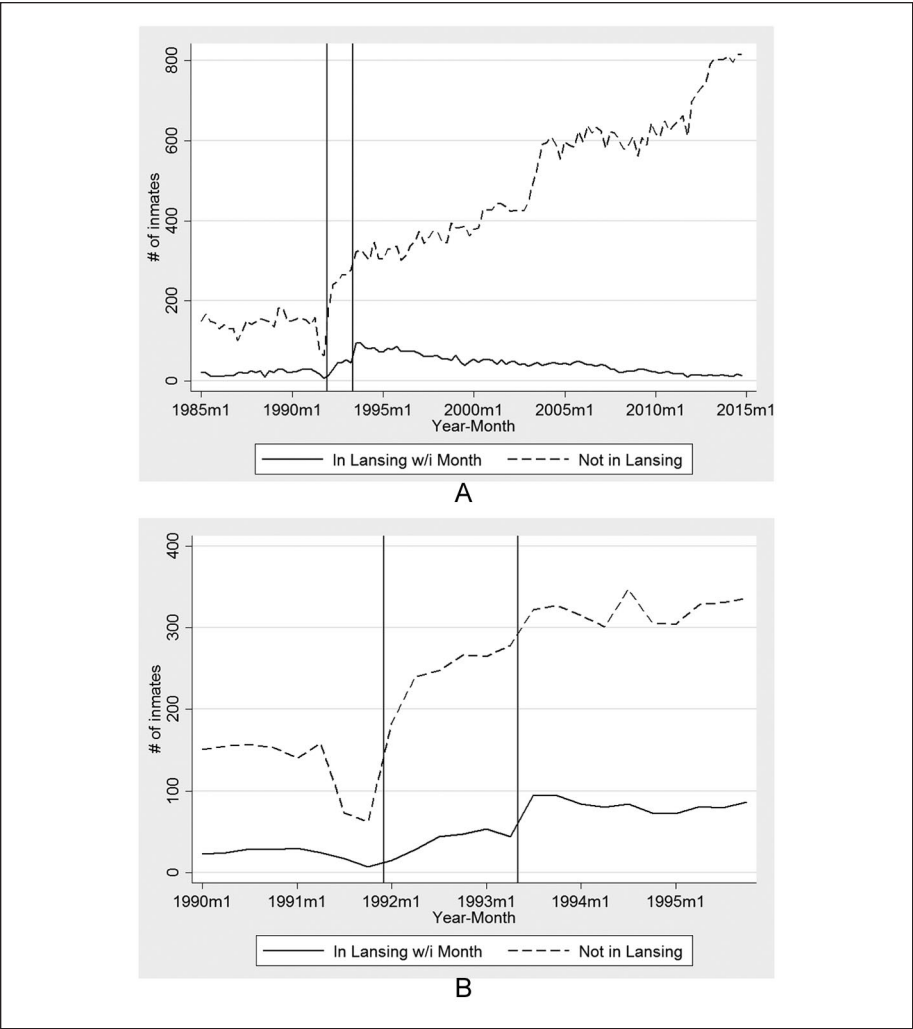 800
600
400
200
0
# of inmates
1985m1 1990m1 1995m1 2000m1 2005m1 2010m1 2015m1
Year-Month
In Lansing w/i Month Not in Lansing
A
400
300
200
100
0
# of inmates
1990m1 1991m1 1992m1 1993m1 1994m1 1995m1
Year-Month
In Lansing w/i Month Not in Lansing
B